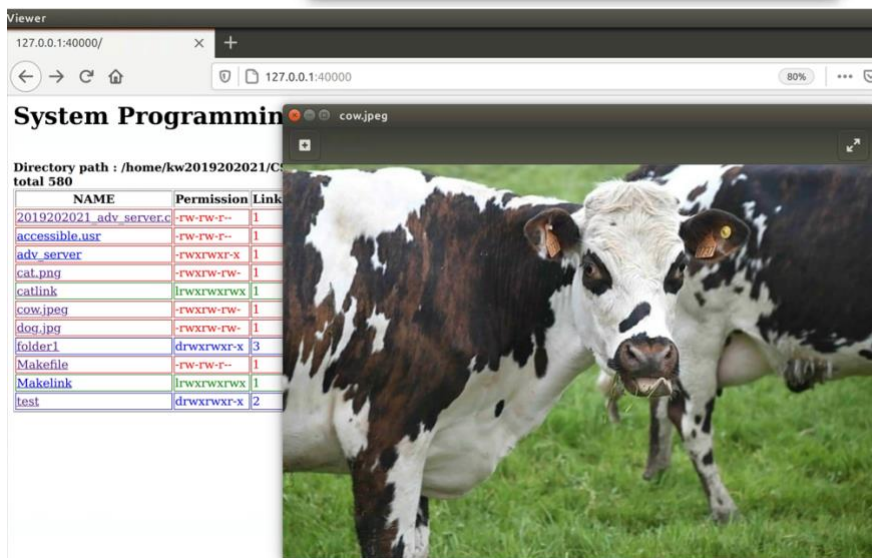 Viewer
127.0.0.1:40000/
127.0.0.1:40000
80%
cow.jpeg
System Programmin
Directory path : /home/kw2019202021/CS
total 580
NAME Permission Link
2019202021_adv_server.c -rw-rw-r-- 1
accessible.usr -rw-rw-r-- 1
adv_server -rwxrwxr-x 1
cat.png -rwxrw-rw- 1
catlink lrwxrwxrwx 1
cow.jpeg -rwxrw-rw- 1
dog.jpg -rwxrw-rw- 1
folder1 drwxrwxr-x 3
Makefile -rw-rw-r-- 1
Makelink lrwxrwxrwx 1
test drwxrwxr-x 2